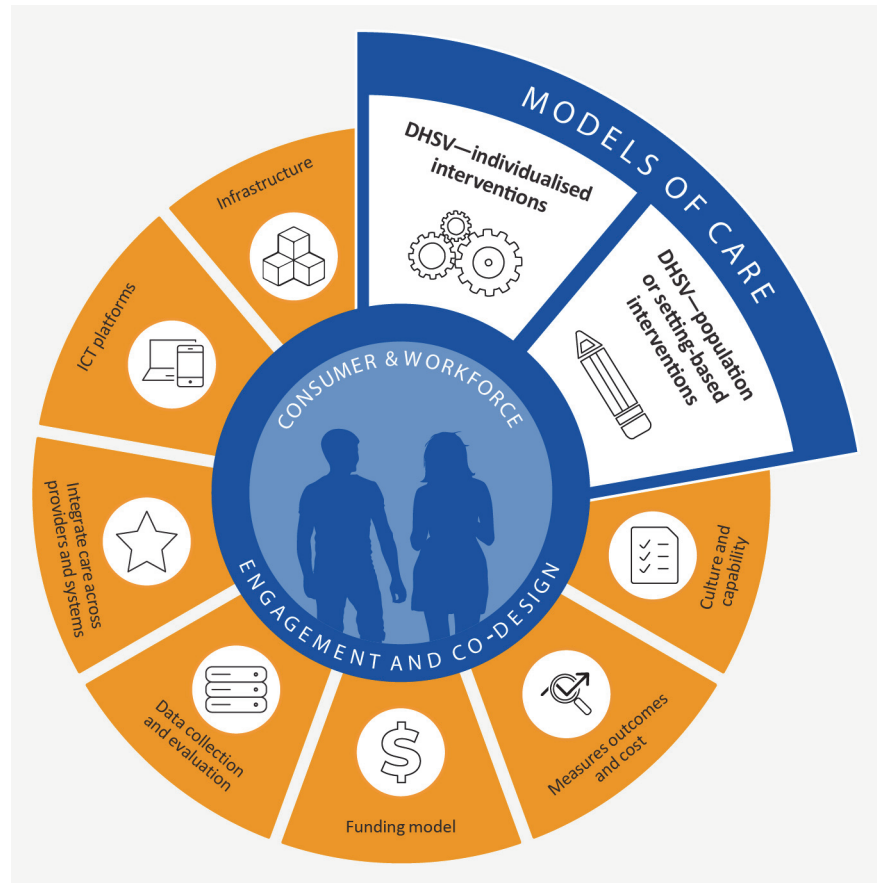 MODELS OF CARE
DHSV—individualised
interventions
DHSV—population
or setting-based
interventions
Culture and
capability
Measures outcomes
and cost
Funding model
Data collection
and evaluation
Integrate care across
providers and systems
ICT platforms
Infrastructure
CONSUMER & WORKFORCE
ENGAGEMENT AND CO-DESIGN
$